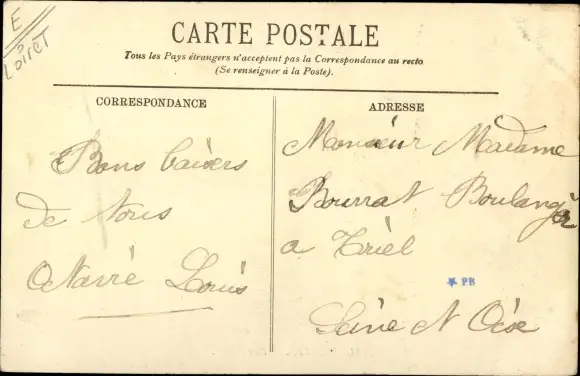 E
5
LOIRET
CARTE POSTALE
Tous les Pays étrangers n'acceptent pas la Correspondance au recto
(Se renseigner à la Poste).
CORRESPONDANCE
Bons baisers
de Nous
Louis
ADRESSE
Monsieur Madame
Bourrat Boulanger
a Triel
PB
Seine et Oise